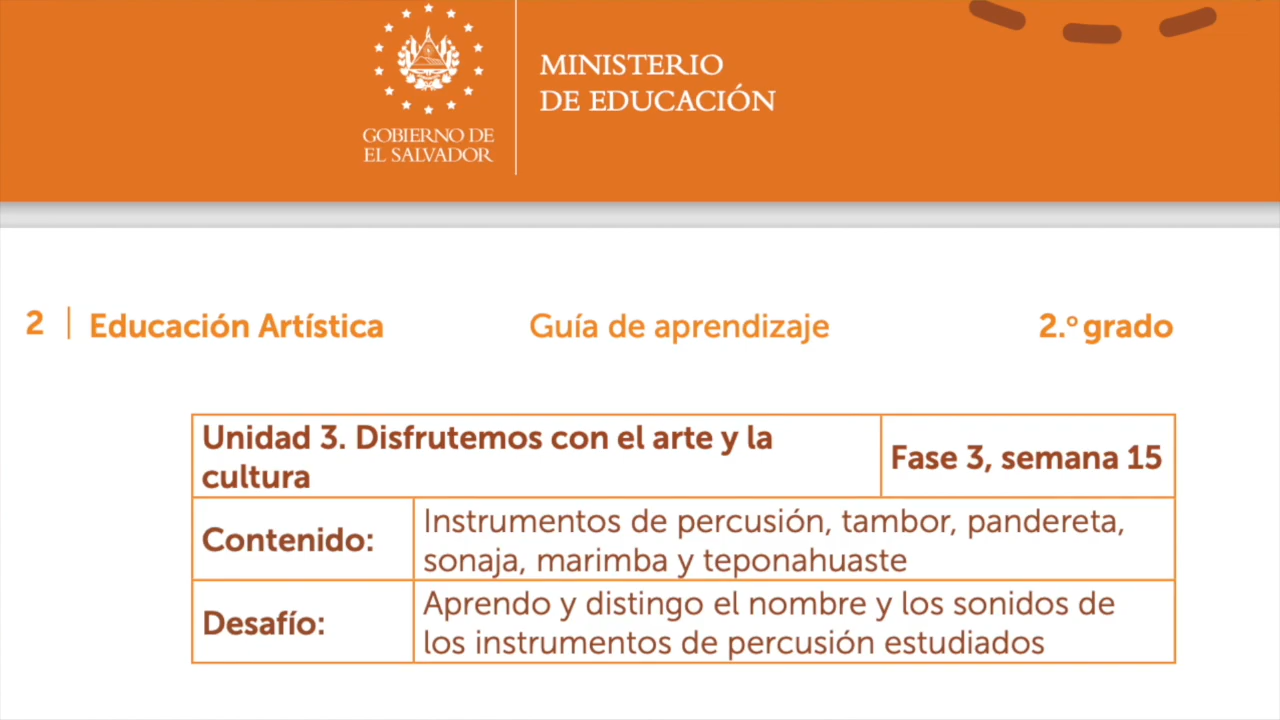 GOBIERNO DE
EL SALVADOR
MINISTERIO
DE EDUCACIÓN
2 | Educación Artística Guía de aprendizaje 2.º grado
Unidad 3. Disfrutemos con el arte y la
cultura
Fase 3, semana 15
Contenido:
Instrumentos de percusión, tambor, pandereta,
sonaja, marimba y teponahuaste
Desafío:
Aprendo y distingo el nombre y los sonidos de
los instrumentos de percusión estudiados